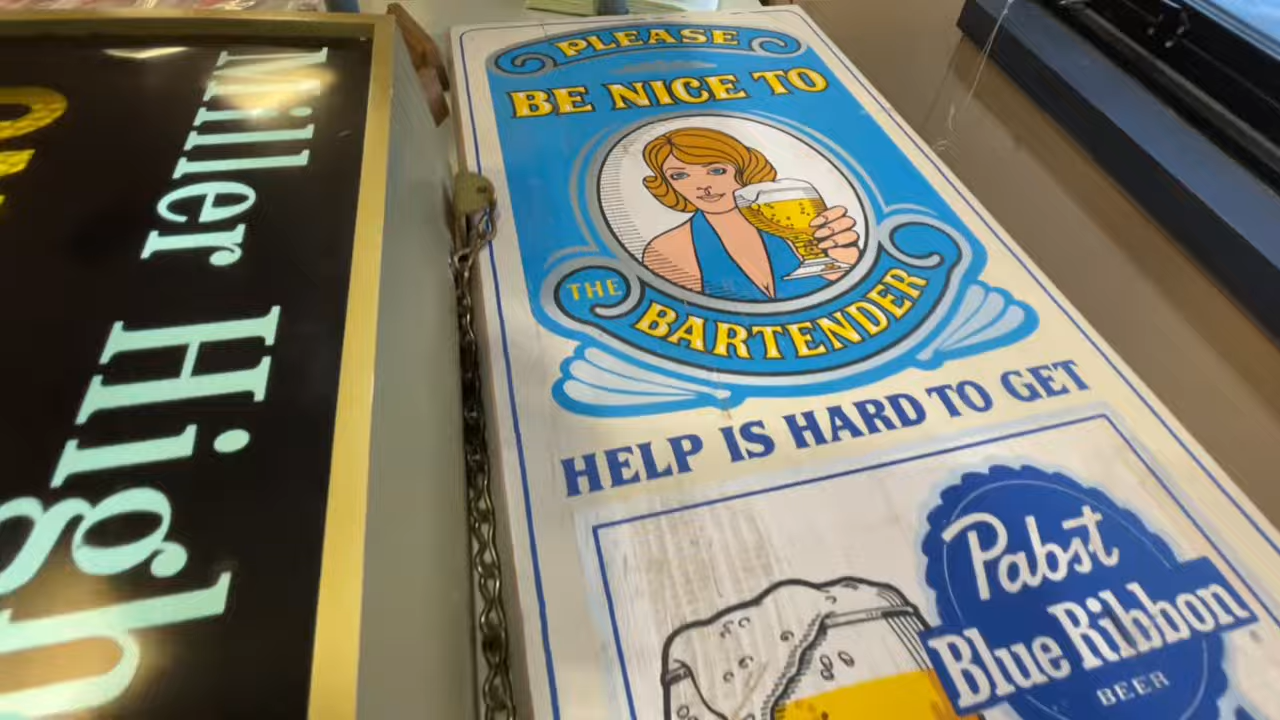 Miller High
PLEASE
BE NICE TO
THE
BARTENDER
HELP IS HARD TO GET
Pabst
Blue Ribbon
BEER